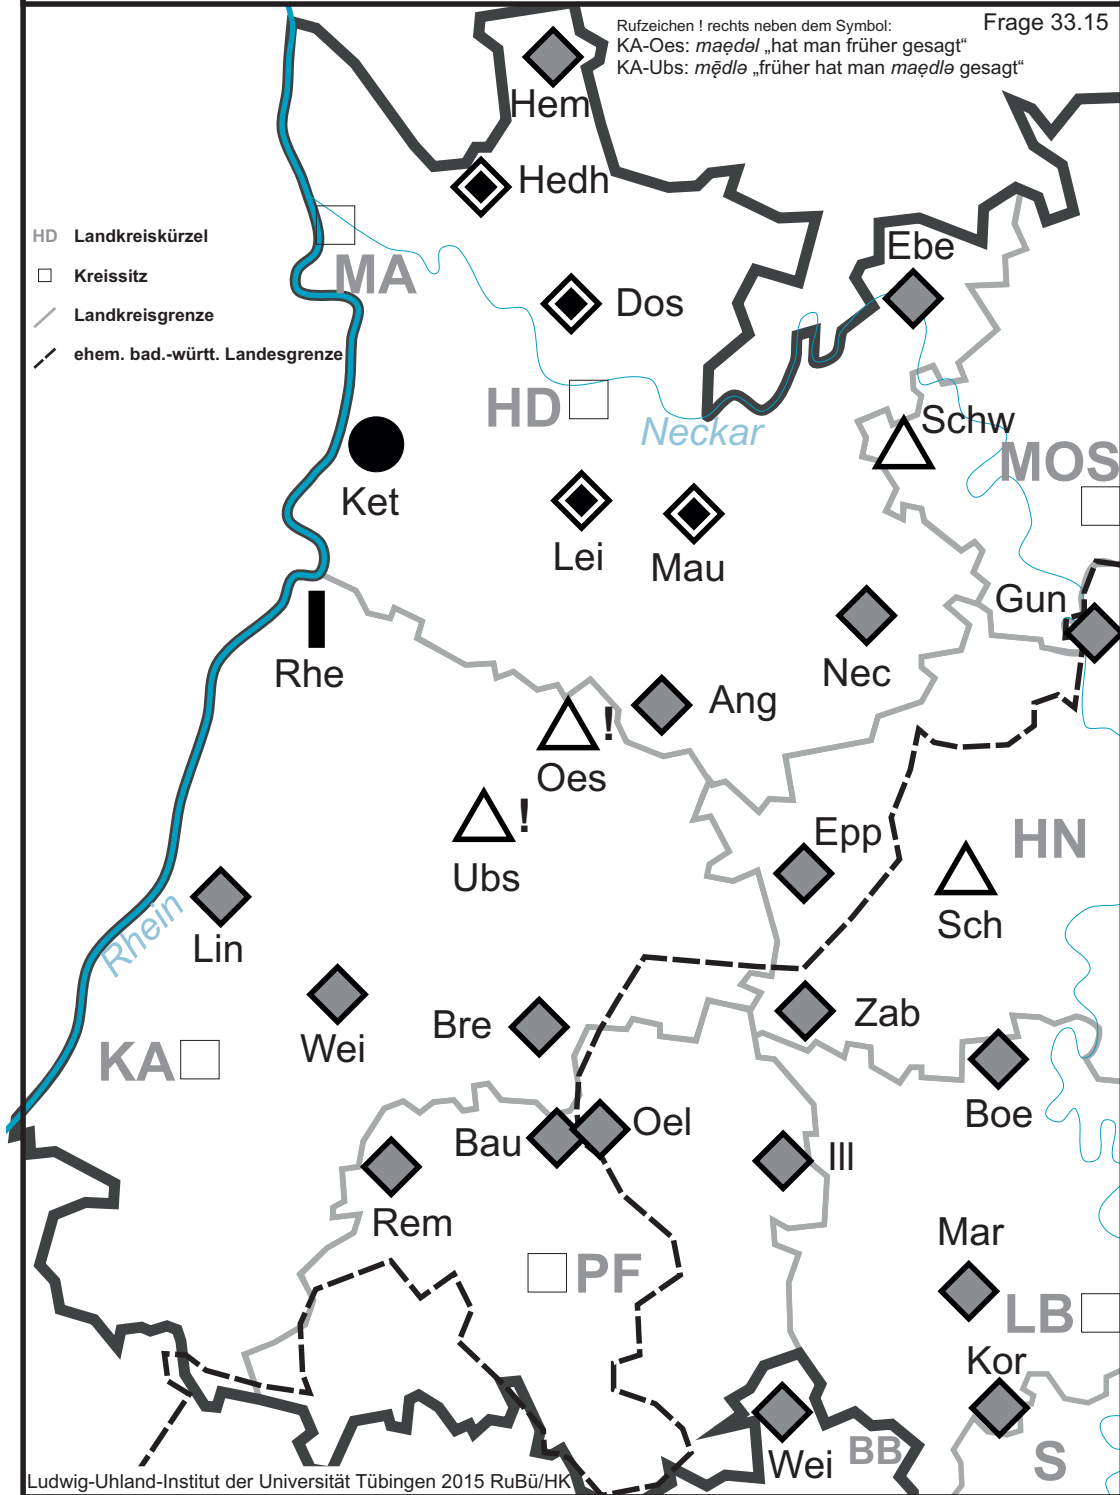 Rufzeichen ! rechts neben dem Symbol:
Frage 33.15
KA-Oes: maẹdəl „hat man früher gesagt“
KA-Ubs: mēdlə „früher hat man maẹdlə gesagt“
Hem
Hedh
HD Landkreiskürzel
Kreissitz
Landkreisgrenze
ehem. bad.-württ. Landesgrenze
MA
Ebe
Dos
HD
Neckar
Schw
MOS
Ket
Lei
Mau
Gun
Rhe
Nec
Ang
!
Oes
!
Ubs
Epp
HN
Sch
Rhein
Lin
Wei
Bre
Zab
KA
Boe
Bau
Oel
Ill
Rem
Mar
PF
LB
Kor
Wei
BB
S
Ludwig-Uhland-Institut der Universität Tübingen 2015 RuBü/HK